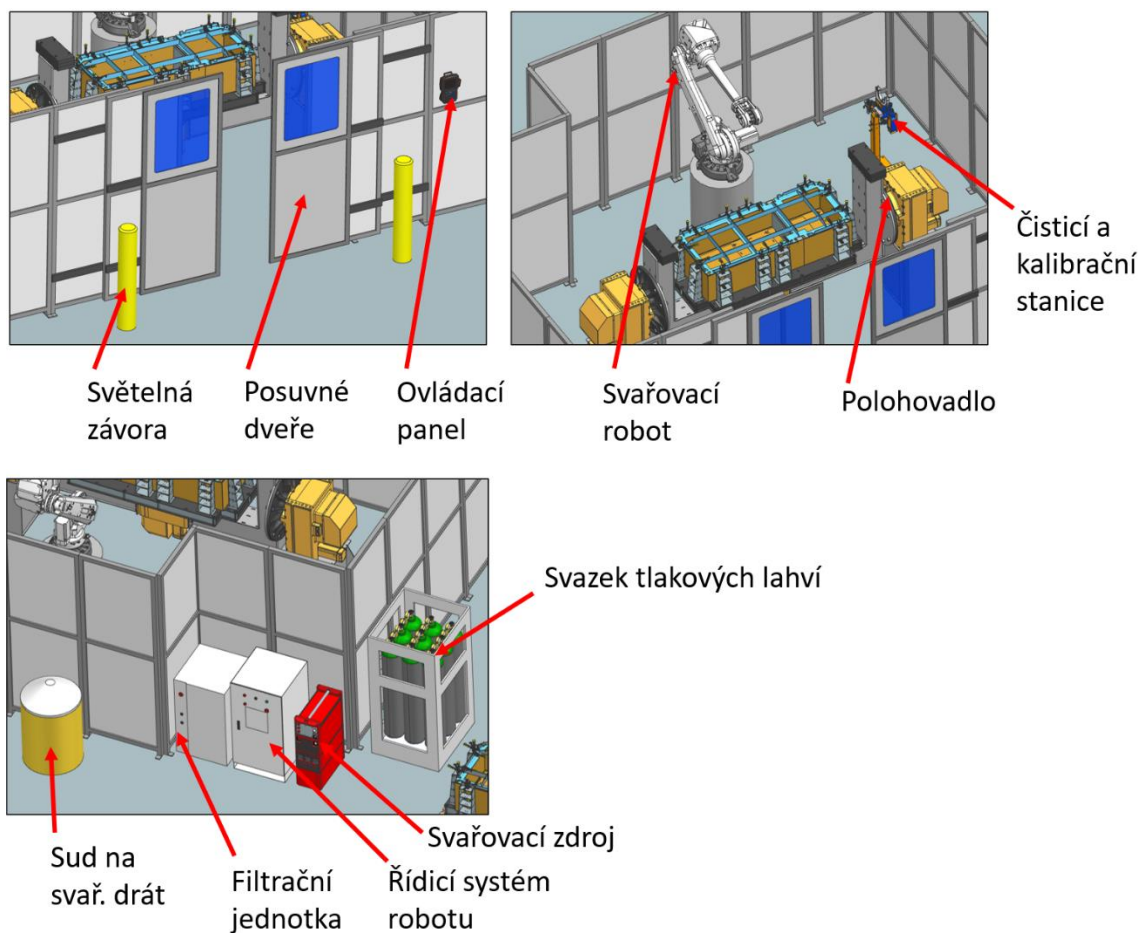 Světelná
závora
Posuvné
dveře
Ovládací
panel
Svařovací
robot
Polohovadlo
Čisticí a
kalibrační
stanice
Svazek tlakových lahví
Sud na
svař. drát
Filtrační
jednotka
Řídicí systém
robotu
Svařovací zdroj